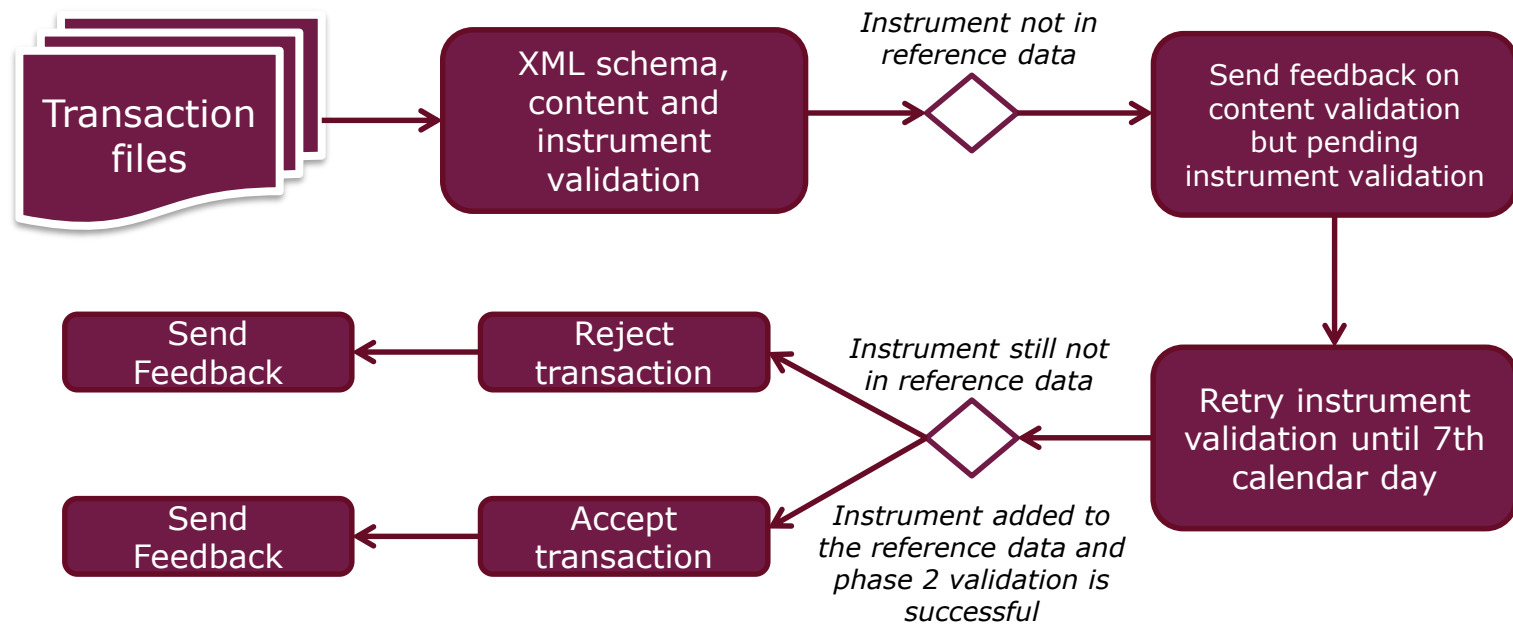 Transaction
files
XML schema,
content and
instrument
validation
Instrument not in
reference data
Send feedback on
content validation
but pending
instrument validation
Retry instrument
validation until 7th
calendar day
Instrument still not
in reference data
Reject
transaction
Send
Feedback
Instrument added to
the reference data and
phase 2 validation is
successful
Accept
transaction
Send
Feedback